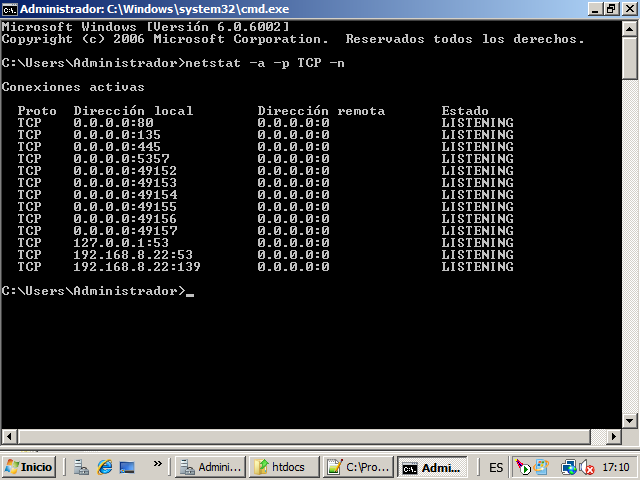 Administrador: C:\Windows\system32\cmd.exe
Microsoft Windows [Versión 6.0.6002]
Copyright (c) 2006 Microsoft Corporation.  Reservados todos los derechos.
C:\Users\Administrador>netstat -a -p TCP -n
Conexiones activas
Proto  Dirección local        Dirección remota       Estado
TCP    0.0.0.0:80             0.0.0.0:0              LISTENING
TCP    0.0.0.0:135            0.0.0.0:0              LISTENING
TCP    0.0.0.0:445            0.0.0.0:0              LISTENING
TCP    0.0.0.0:5357           0.0.0.0:0              LISTENING
TCP    0.0.0.0:49152          0.0.0.0:0              LISTENING
TCP    0.0.0.0:49153          0.0.0.0:0              LISTENING
TCP    0.0.0.0:49154          0.0.0.0:0              LISTENING
TCP    0.0.0.0:49155          0.0.0.0:0              LISTENING
TCP    0.0.0.0:49156          0.0.0.0:0              LISTENING
TCP    0.0.0.0:49157          0.0.0.0:0              LISTENING
TCP    127.0.0.1:53           0.0.0.0:0              LISTENING
TCP    192.168.8.22:53        0.0.0.0:0              LISTENING
TCP    192.168.8.22:139       0.0.0.0:0              LISTENING
C:\Users\Administrador>_
Inicio » Admini... htdocs C:\Pro... Admi... ES 17:10